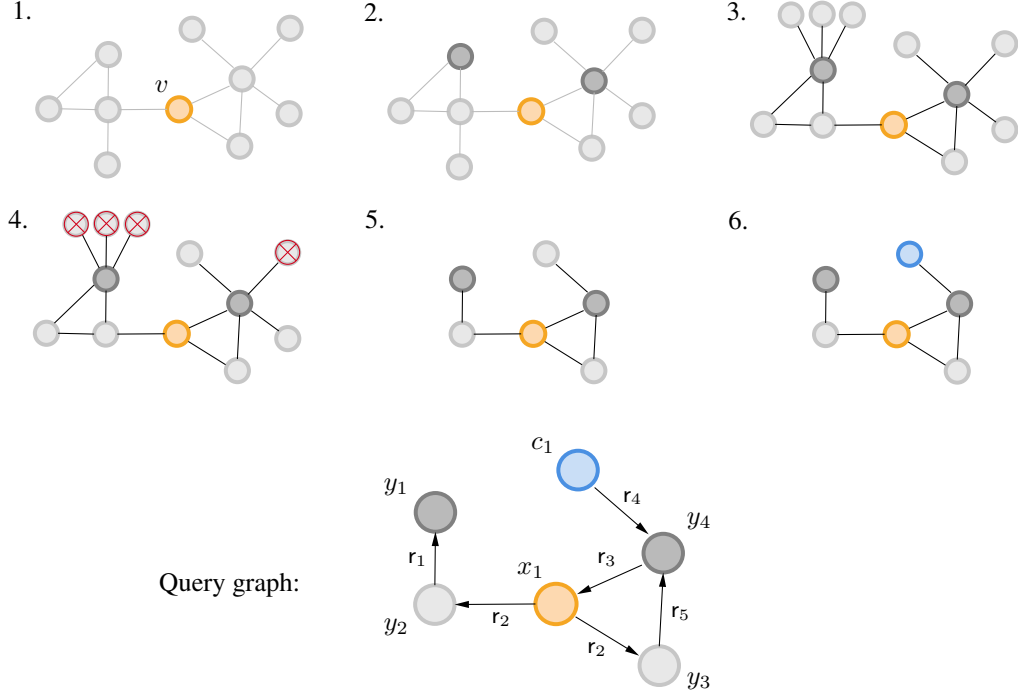 1.
2.
3.
v
4.
5.
6.
c₁
y₁
r₄
y₄
r₁
r₃
Query graph:
x₁
r₅
y₂
r₂
r₂
y₃